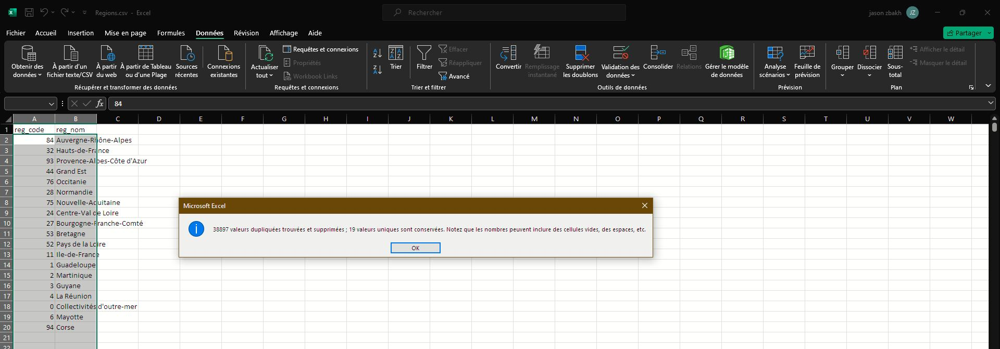 Regions.csv - Excel
Rechercher
jason zbakh JZ
Fichier Accueil Insertion Mise en page Formules Données Révision Affichage Aide
Partager
Obtenir des données
À partir d'un fichier texte/CSV
À partir du web
À partir de Tableau ou d'une Plage
Sources récentes
Connexions existantes
Récupérer et transformer des données
Actualiser tout
Requêtes et connexions
Propriétés
Workbook Links
Requêtes et connexions
Trier
Filtrer
Effacer
Réappliquer
Avancé
Trier et filtrer
Convertir
Remplissage instantané
Supprimer les doublons
Validation des données
Consolider
Relations
Gérer le modèle de données
Outils de données
Analyse scénarios
Feuille de prévision
Prévision
Grouper
Dissocier
Sous-total
Afficher le détail
Masquer le détail
Plan
fx 84
A B C D E F G H I J K L M N O P Q R S T U V W
1 reg_code reg_nom
2 84 Auvergne-Rhône-Alpes
3 32 Hauts-de-France
4 93 Provence-Alpes-Côte d'Azur
5 44 Grand Est
6 76 Occitanie
7 28 Normandie
8 75 Nouvelle-Aquitaine
9 24 Centre-Val de Loire
10 27 Bourgogne-Franche-Comté
11 53 Bretagne
12 52 Pays de la Loire
13 11 Ile-de-France
14 1 Guadeloupe
15 2 Martinique
16 3 Guyane
17 4 La Réunion
18 0 Collectivités d'outre-mer
19 6 Mayotte
20 94 Corse
21
22
Microsoft Excel
38897 valeurs dupliquées trouvées et supprimées ; 19 valeurs uniques sont conservées. Notez que les nombres peuvent inclure des cellules vides, des espaces, etc.
OK